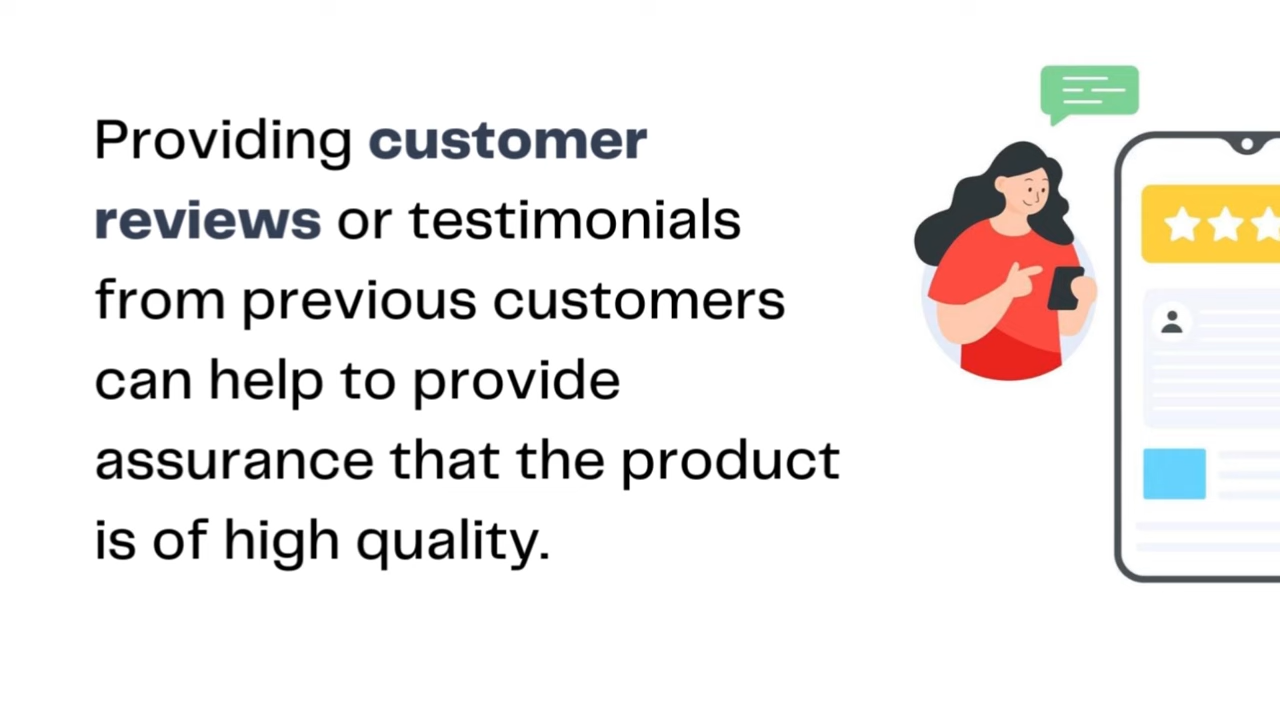 Providing customer
reviews or testimonials
from previous customers
can help to provide
assurance that the product
is of high quality.